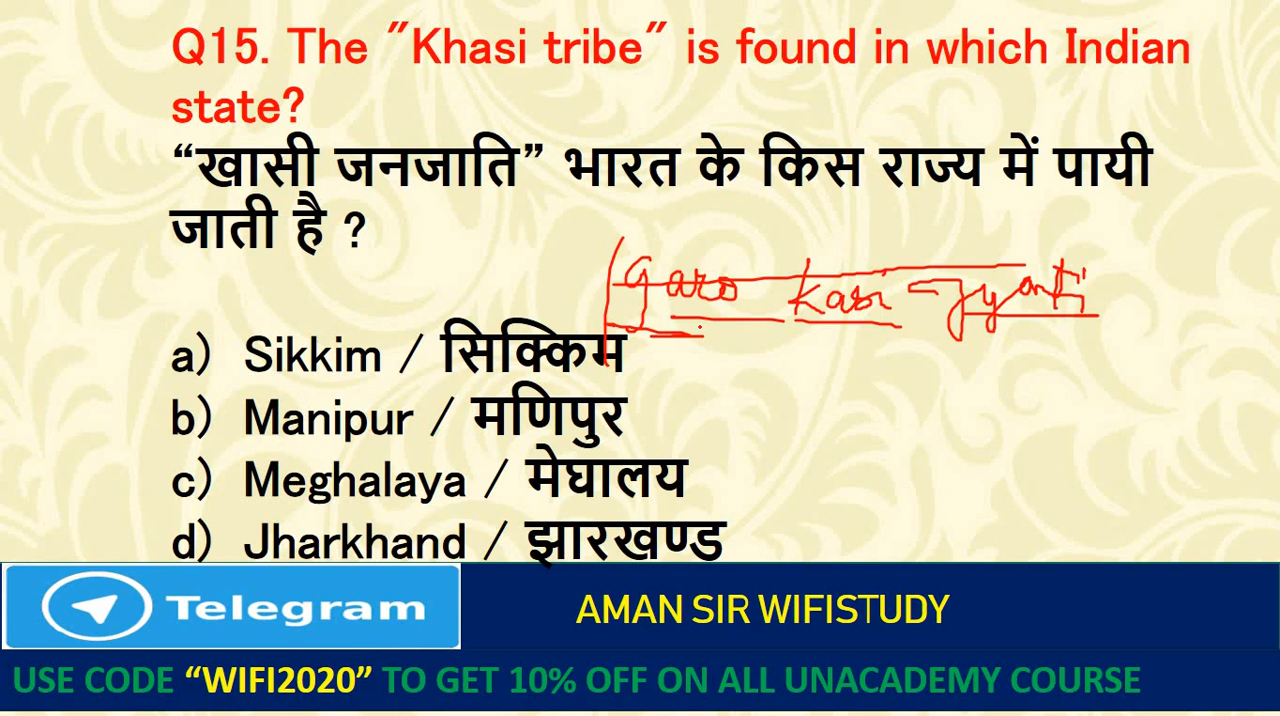 Q15. The "Khasi tribe" is found in which Indian
state?
“खासी जनजाति” भारत के किस राज्य में पायी
जाती है ?
Garo Kasi - Jyanti
a) Sikkim / सिक्किम
b) Manipur / मणिपुर
c) Meghalaya / मेघालय
d) Jharkhand / झारखण्ड
Telegram
AMAN SIR WIFISTUDY
USE CODE “WIFI2020” TO GET 10% OFF ON ALL UNACADEMY COURSE